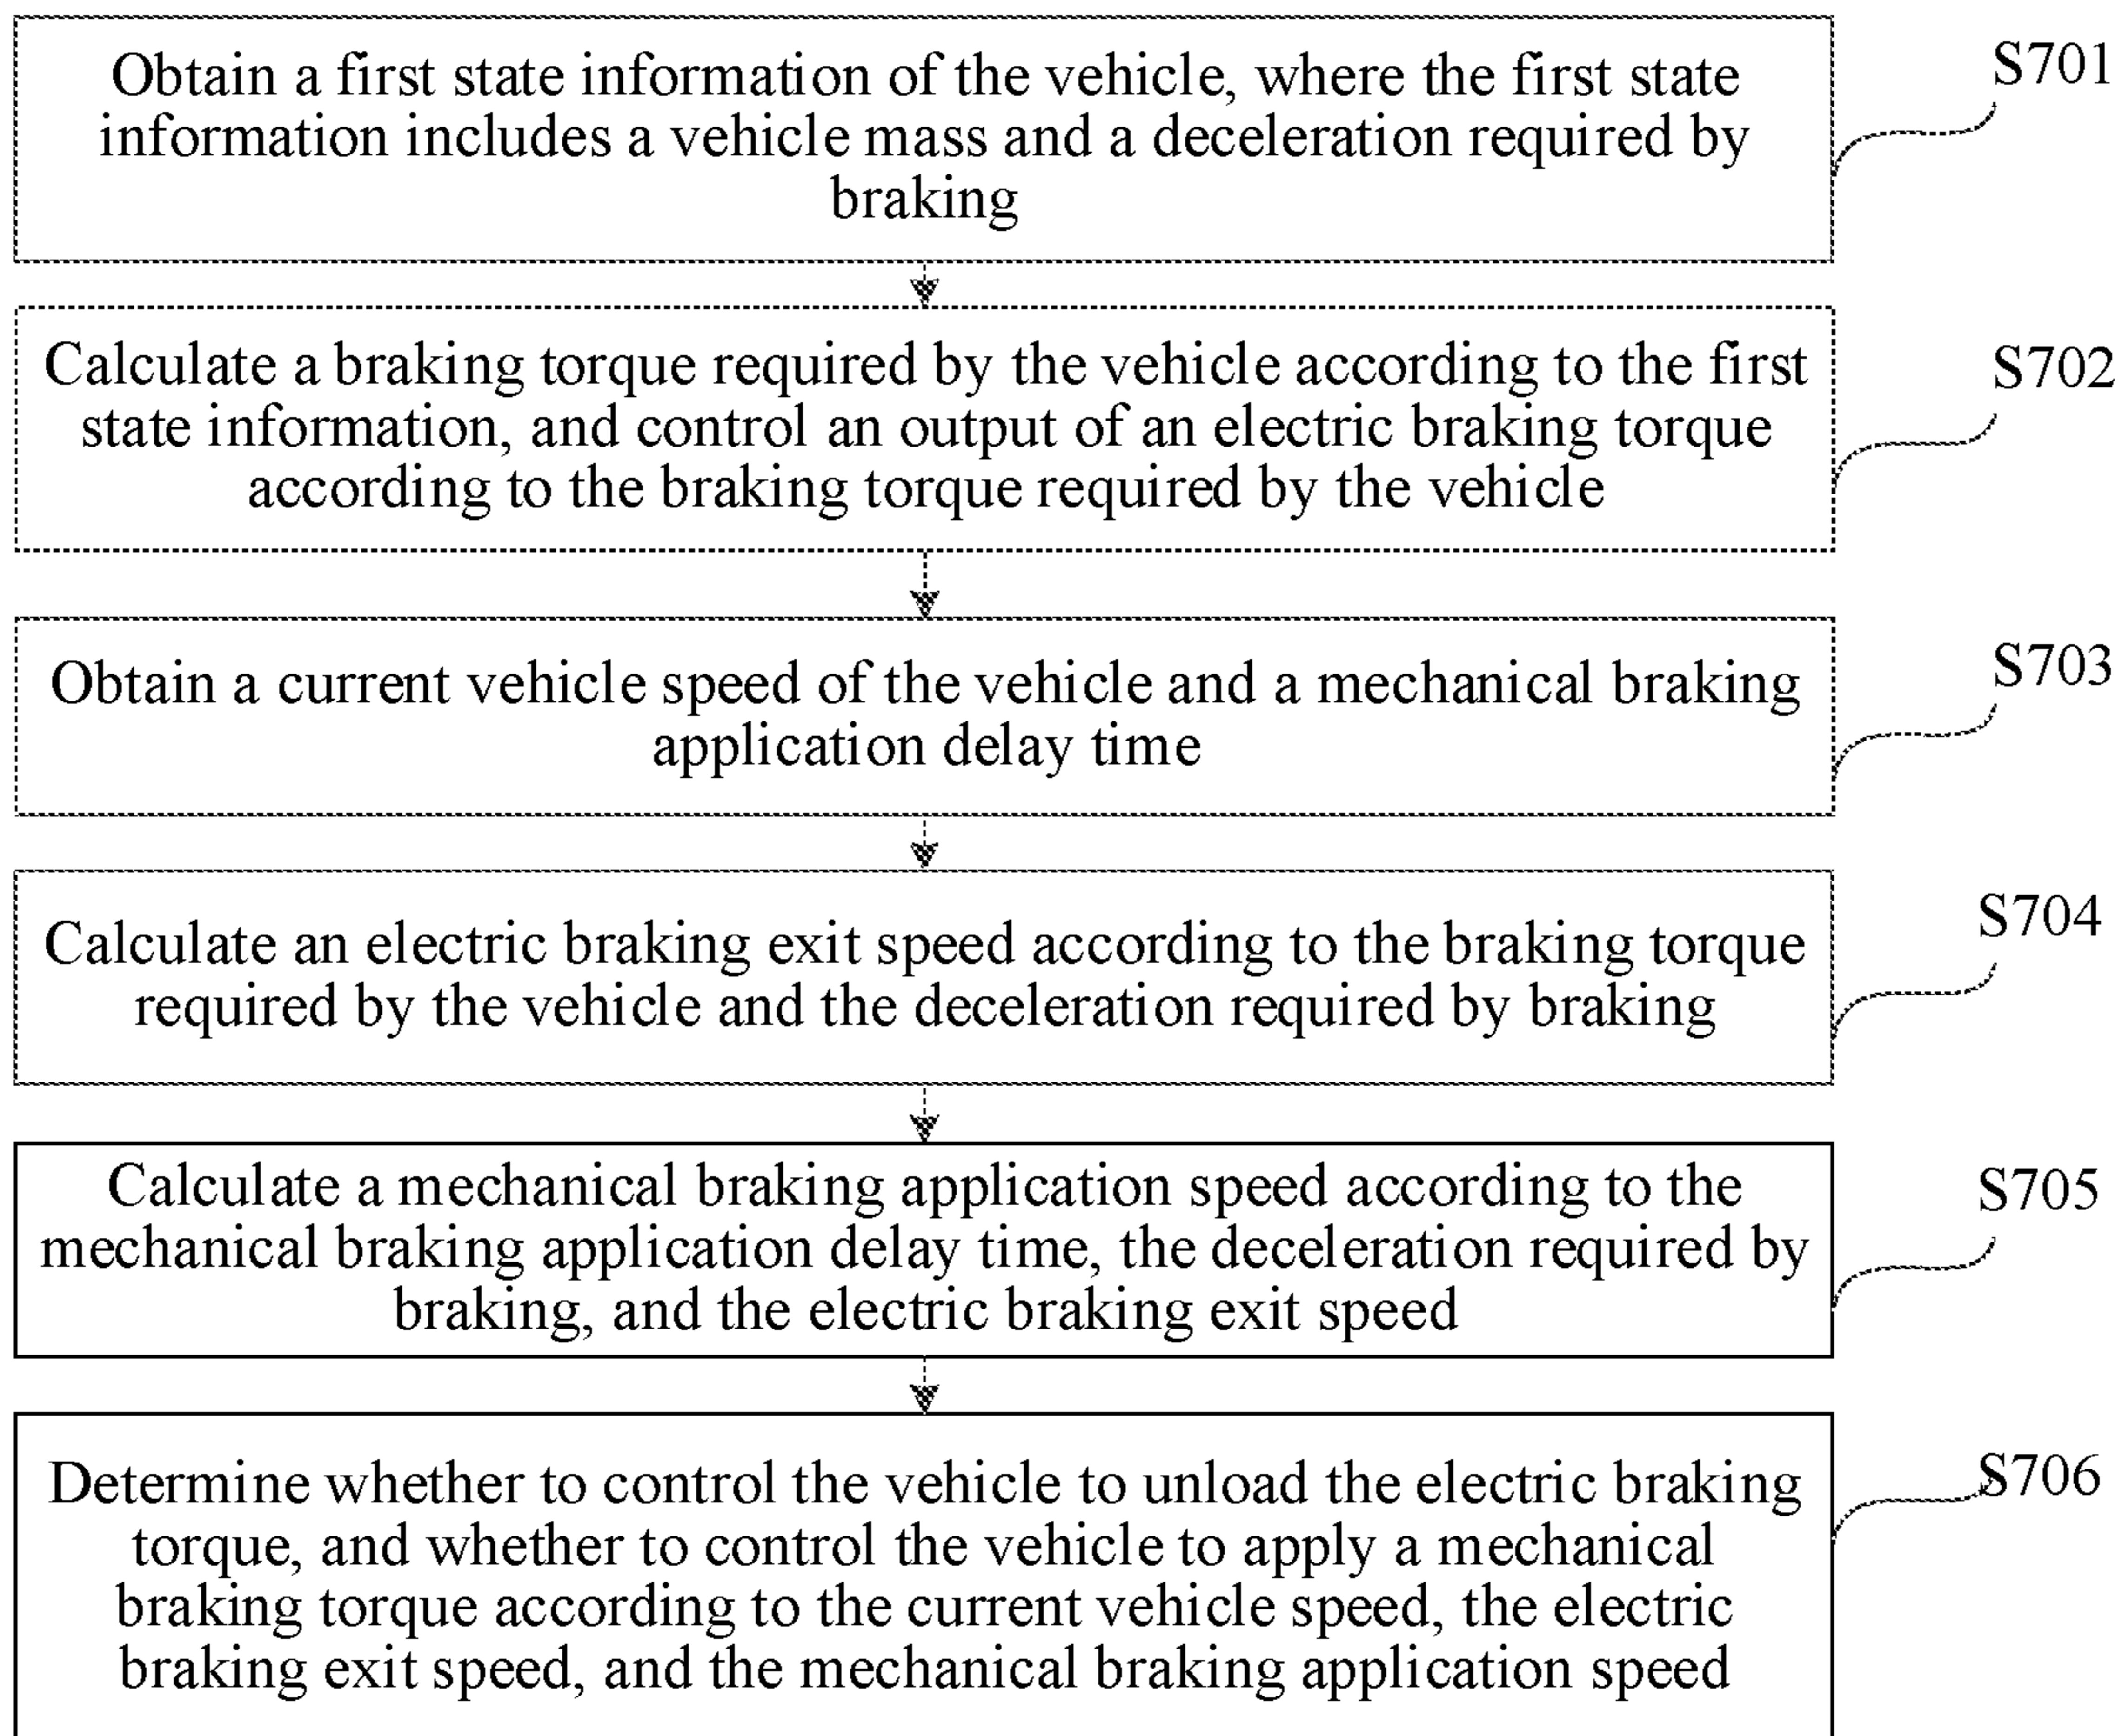 Obtain a first state information of the vehicle, where the first state
information includes a vehicle mass and a deceleration required by
braking
S701
Calculate a braking torque required by the vehicle according to the first
state information, and control an output of an electric braking torque
according to the braking torque required by the vehicle
S702
Obtain a current vehicle speed of the vehicle and a mechanical braking
application delay time
S703
Calculate an electric braking exit speed according to the braking torque
required by the vehicle and the deceleration required by braking
S704
Calculate a mechanical braking application speed according to the
mechanical braking application delay time, the deceleration required by
braking, and the electric braking exit speed
S705
Determine whether to control the vehicle to unload the electric braking
torque, and whether to control the vehicle to apply a mechanical
braking torque according to the current vehicle speed, the electric
braking exit speed, and the mechanical braking application speed
S706